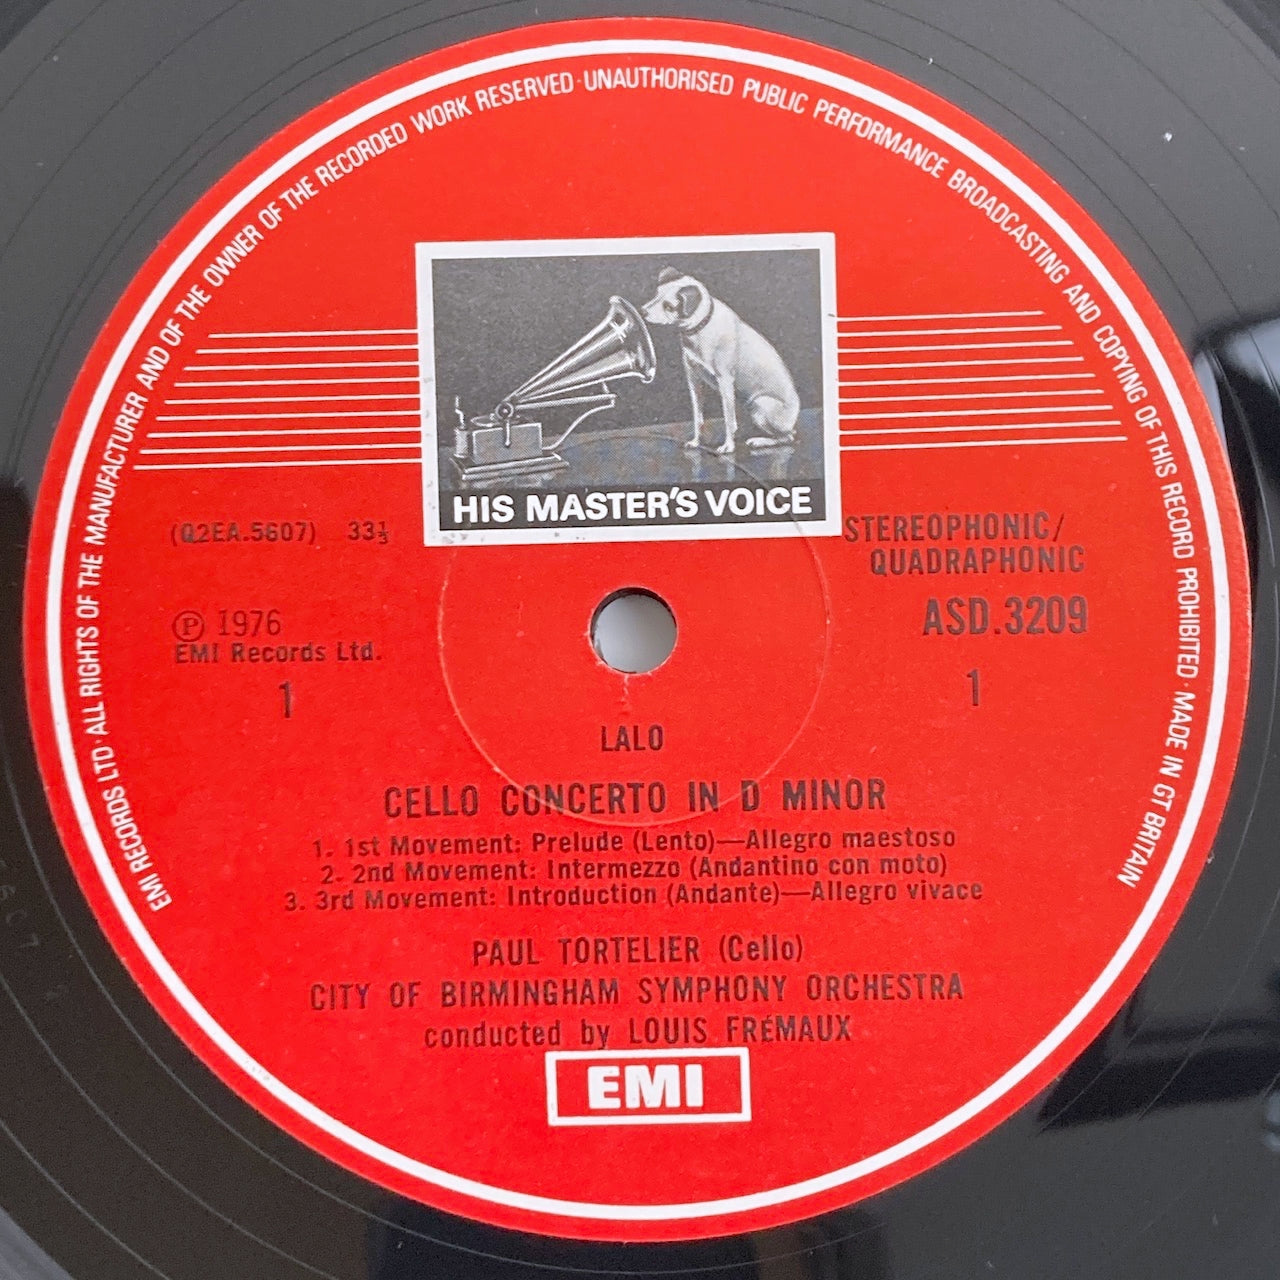 EMI RECORDS LTD · ALL RIGHTS OF THE MANUFACTURER AND OF THE OWNER OF THE RECORDED WORK RESERVED · UNAUTHORISED PUBLIC PERFORMANCE BROADCASTING AND COPYING OF THIS RECORD PROHIBITED · MADE IN GT BRITAIN
HIS MASTER'S VOICE
(Q2EA.5607) 33⅓
STEREOPHONIC/
QUADRAPHONIC
ASD.3209
Ⓟ 1976
EMI Records Ltd.
1
1
LALO
CELLO CONCERTO IN D MINOR
1. 1st Movement: Prelude (Lento)—Allegro maestoso
2. 2nd Movement: Intermezzo (Andantino con moto)
3. 3rd Movement: Introduction (Andante)—Allegro vivace
PAUL TORTELIER (Cello)
CITY OF BIRMINGHAM SYMPHONY ORCHESTRA
conducted by LOUIS FRÉMAUX
EMI